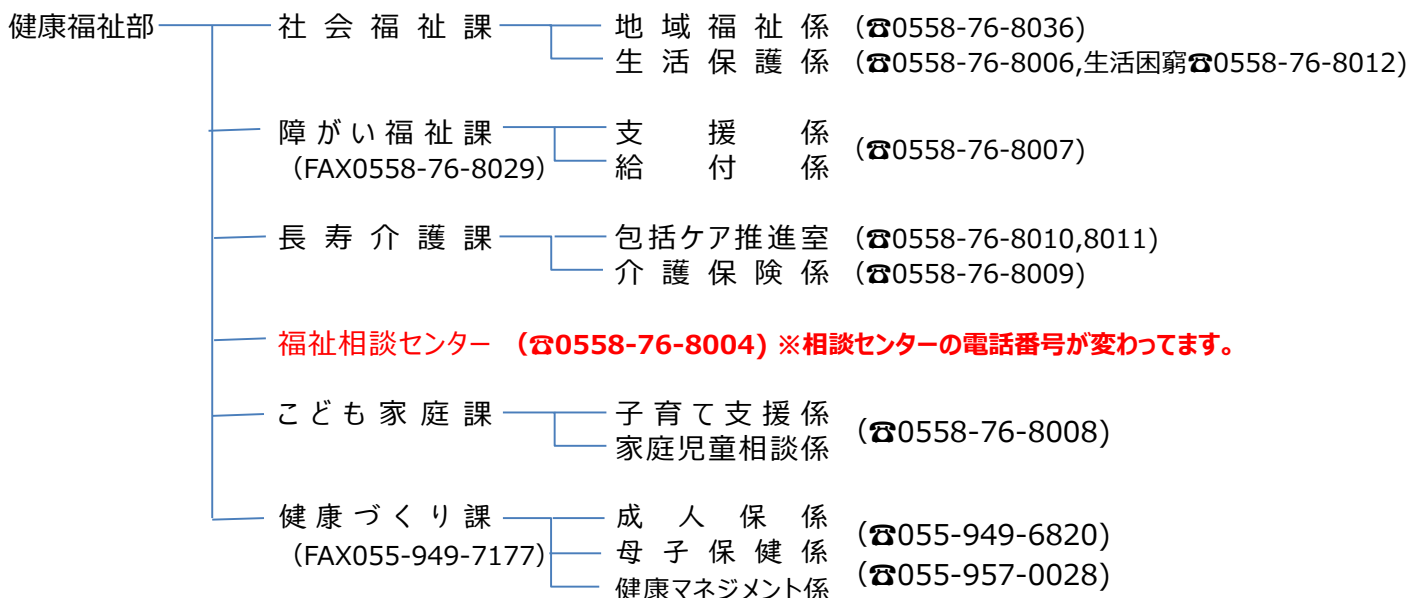 健康福祉部 社会福祉課 地域福祉係 (☎0558-76-8036)
生活保護係 (☎0558-76-8006,生活困窮☎0558-76-8012)
障がい福祉課 支援係
(☎0558-76-8007)
(FAX0558-76-8029) 給付係
長寿介護課 包括ケア推進室 (☎0558-76-8010,8011)
介護保険係 (☎0558-76-8009)
福祉相談センター (☎0558-76-8004) ※相談センターの電話番号が変わってます。
こども家庭課 子育て支援係
(☎0558-76-8008)
家庭児童相談係
健康づくり課 成人保係
(☎055-949-6820)
(FAX055-949-7177) 母子保健係
(☎055-957-0028)
健康マネジメント係